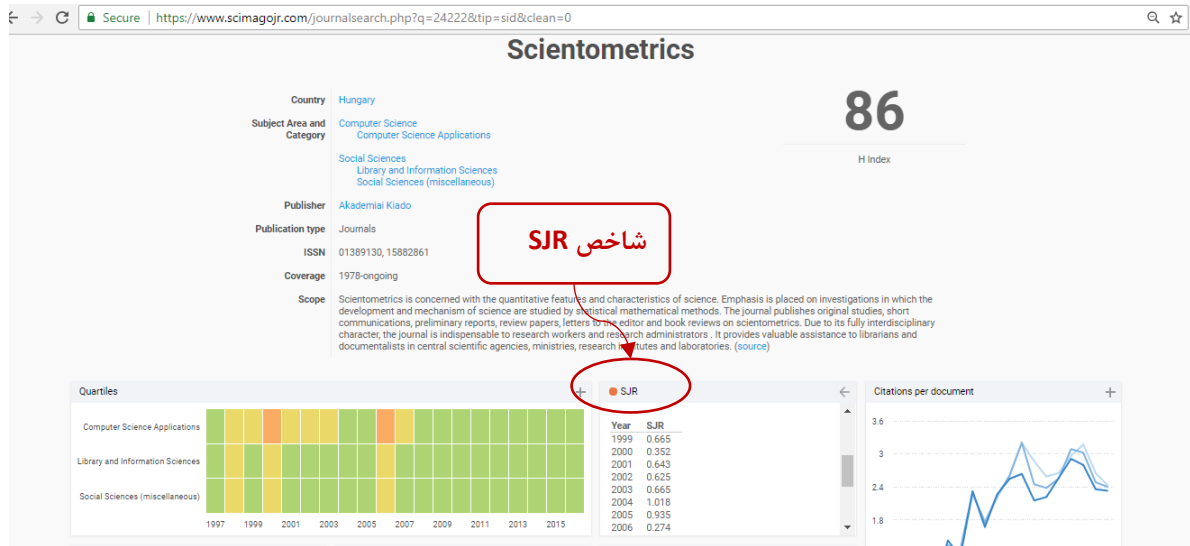 Secure | https://www.scimagojr.com/journalsearch.php?q=24222&tip=sid&clean=0
Scientometrics
Country Hungary
Subject Area and Category Computer Science
Computer Science Applications
Social Sciences
Library and Information Sciences
Social Sciences (miscellaneous)
Publisher Akademiai Kiado
Publication type Journals
ISSN 01389130, 15882861
Coverage 1978-ongoing
86
H Index
شاخص SJR
Scope Scientometrics is concerned with the quantitative features and characteristics of science. Emphasis is placed on investigations in which the
development and mechanism of science are studied by statistical mathematical methods. The journal publishes original studies, short
communications, preliminary reports, review papers, letters to the editor and book reviews on scientometrics. Due to its fully interdisciplinary
character, the journal is indispensable to research workers and research administrators . It provides valuable assistance to librarians and
documentalists in central scientific agencies, ministries, research institutes and laboratories. (source)
Quartiles
Computer Science Applications
Library and Information Sciences
Social Sciences (miscellaneous)
1997 1999 2001 2003 2005 2007 2009 2011 2013 2015
SJR
Year SJR
1999 0.665
2000 0.352
2001 0.643
2002 0.625
2003 0.665
2004 1.018
2005 0.935
2006 0.274
Citations per document
3.6
3
2.4
1.8